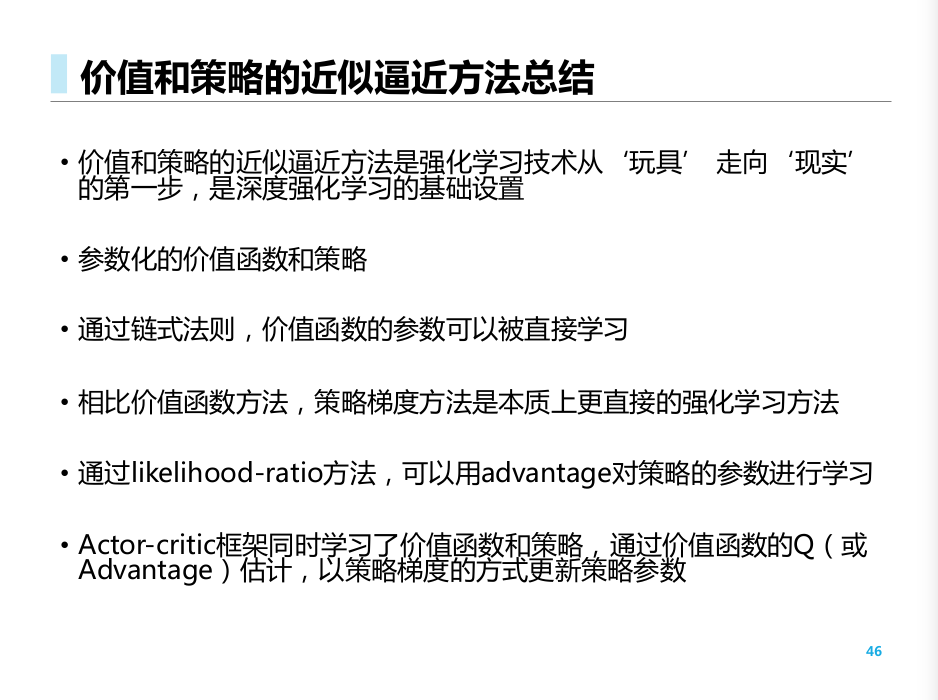 价值和策略的近似逼近方法总结
• 价值和策略的近似逼近方法是强化学习技术从‘玩具’ 走向‘现实’
的第一步，是深度强化学习的基础设置
• 参数化的价值函数和策略
• 通过链式法则，价值函数的参数可以被直接学习
• 相比价值函数方法，策略梯度方法是本质上更直接的强化学习方法
• 通过likelihood-ratio方法，可以用advantage对策略的参数进行学习
• Actor-critic框架同时学习了价值函数和策略，通过价值函数的Q（或
Advantage）估计，以策略梯度的方式更新策略参数
46